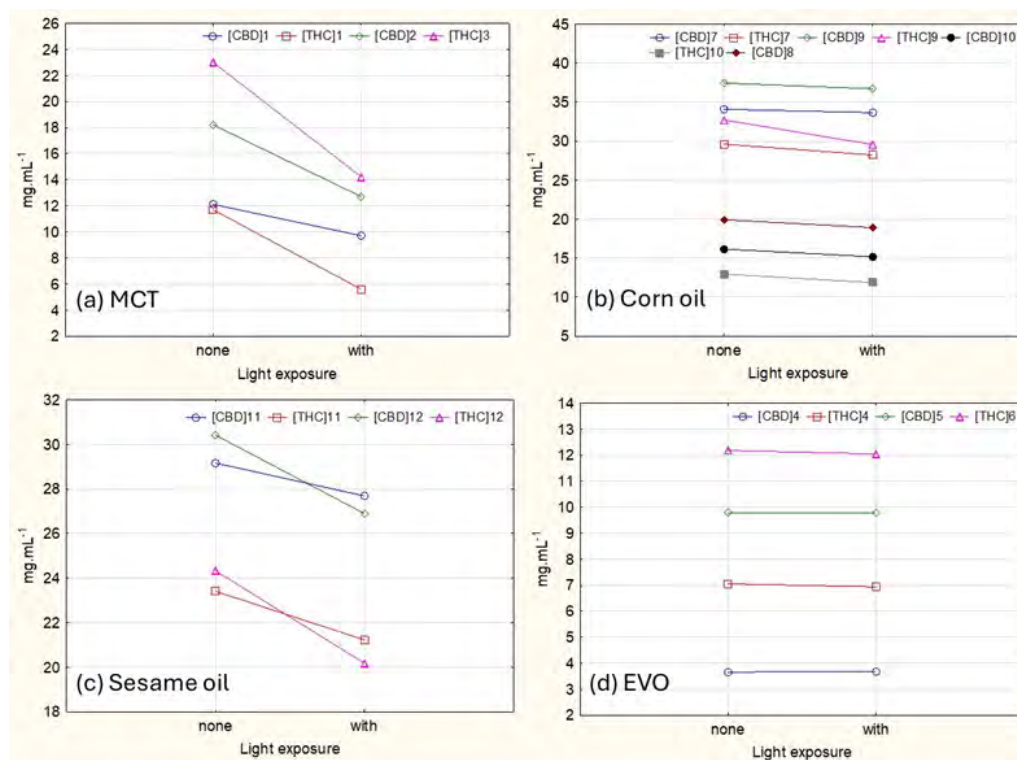 [CBD]1 [THC]1 [CBD]2 [THC]3
26
24
22
20
18
16
14
12
10
8
6
4
2
mg.mL-1
(a) MCT
none with
Light exposure
[CBD]7 [THC]7 [CBD]9 [THC]9 [CBD]10
[THC]10 [CBD]8
45
40
35
30
25
20
15
10
5
mg.mL-1
(b) Corn oil
none with
Light exposure
[CBD]11 [THC]11 [CBD]12 [THC]12
32
30
28
26
24
22
20
18
mg.mL-1
(c) Sesame oil
none with
Light exposure
[CBD]4 [THC]4 [CBD]5 [THC]6
14
13
12
11
10
9
8
7
6
5
4
3
2
mg.mL-1
(d) EVO
none with
Light exposure